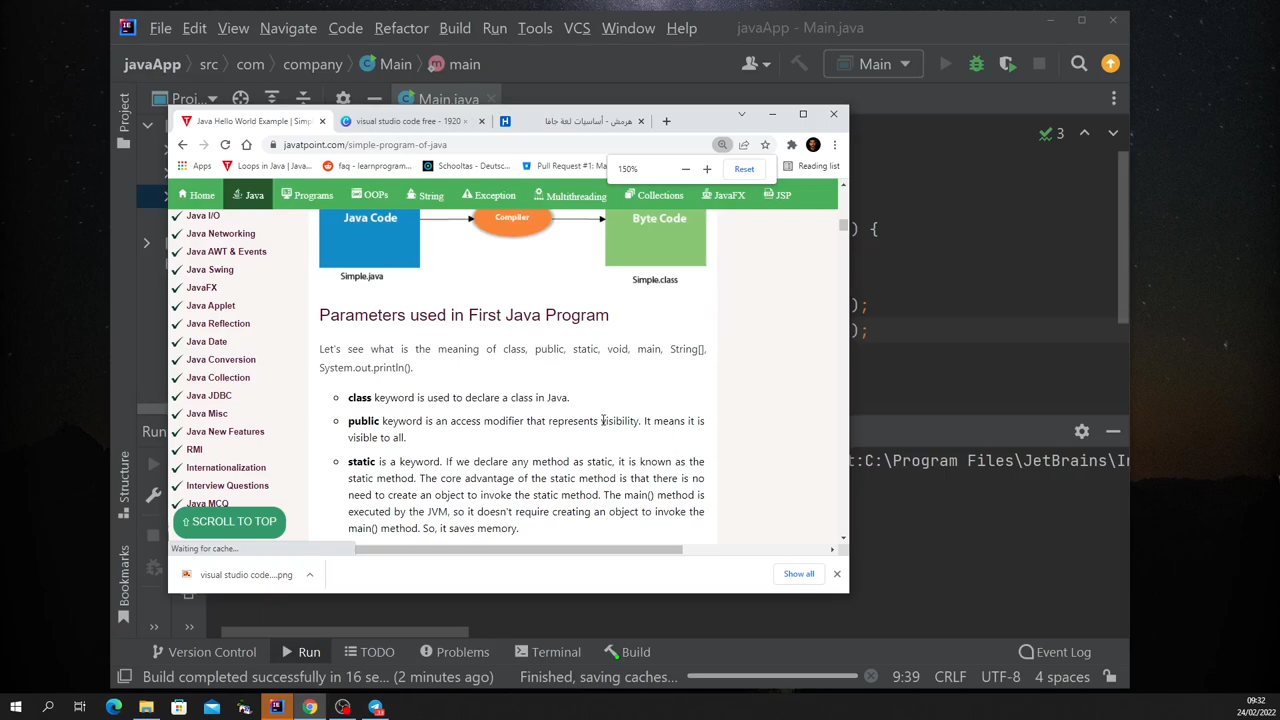 File Edit View Navigate Code Refactor Build Run Tools VCS Window Help javaApp - Main.java
javaApp src com company Main main Main
Project Proj... Main.java
Java Hello World Example | Simpl visual studio code free - 1920 × هرمش - أساسيات لغة جافا
javatpoint.com/simple-program-of-java
Apps Loops in Java | Java... faq - learnprogram... Schooltas - Deutsc... Pull Request #1: Ma Reading list
150% Reset
3
Home Java Programs OOPs String Exception Multithreading Collections JavaFX JSP
Java I/O
Java Networking
Java AWT & Events
Java Swing
JavaFX
Java Applet
Java Reflection
Java Date
Java Conversion
Java Collection
Java JDBC
Java Misc
Java New Features
RMI
Internationalization
Interview Questions
Java MCQ
SCROLL TO TOP
Java Code Compiler Byte Code
Simple.java Simple.class
Parameters used in First Java Program
Let's see what is the meaning of class, public, static, void, main, String[],
System.out.println().
class keyword is used to declare a class in Java.
public keyword is an access modifier that represents visibility. It means it is
visible to all.
static is a keyword. If we declare any method as static, it is known as the
static method. The core advantage of the static method is that there is no
need to create an object to invoke the static method. The main() method is
executed by the JVM, so it doesn't require creating an object to invoke the
main() method. So, it saves memory.
) {
);
);
Waiting for cache...
visual studio code....png Show all
Run
t:C:\Program Files\JetBrains\In
Structure
Bookmarks
Version Control Run TODO Problems Terminal Build Event Log
Build completed successfully in 16 se... (2 minutes ago) Finished, saving caches... 9:39 CRLF UTF-8 4 spaces
09:32
24/02/2022